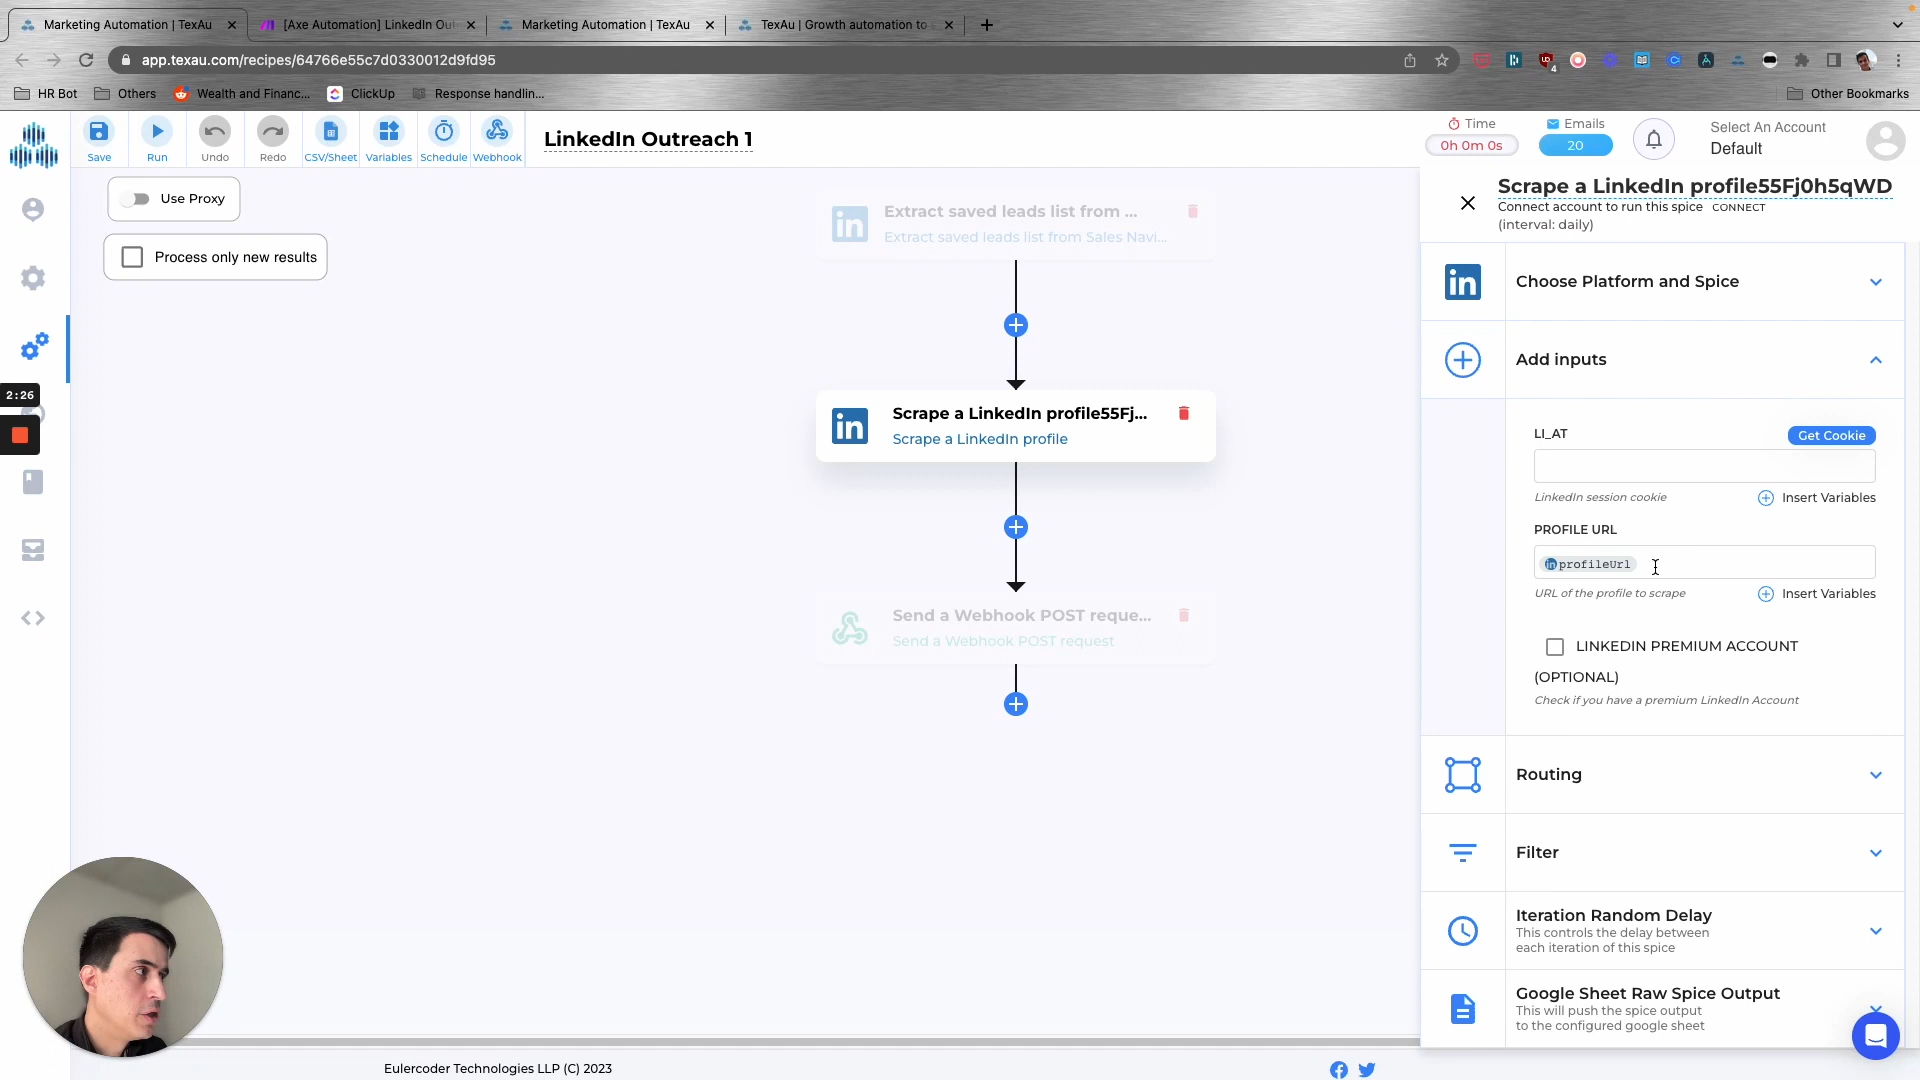 Marketing Automation | TexAu
[Axe Automation] LinkedIn Out
Marketing Automation | TexAu
TexAu | Growth automation to
app.texau.com/recipes/64766e55c7d0330012d9fd95
4
HR Bot
Others
Wealth and Financ...
ClickUp
Response handlin...
Other Bookmarks
Save
Run
Undo
Redo
CSV/Sheet
Variables
Schedule
Webhook
LinkedIn Outreach 1
Time
0h 0m 0s
Emails
20
Select An Account
Default
Use Proxy
Process only new results
2:26
Extract saved leads list from ...
Extract saved leads list from Sales Navi...
Scrape a LinkedIn profile55Fj...
Scrape a LinkedIn profile
Send a Webhook POST reque...
Send a Webhook POST request
Scrape a LinkedIn profile55Fj0h5qWD
Connect account to run this spice CONNECT
(interval: daily)
Choose Platform and Spice
Add inputs
LI_AT
Get Cookie
LinkedIn session cookie
Insert Variables
PROFILE URL
profileUrl
URL of the profile to scrape
Insert Variables
LINKEDIN PREMIUM ACCOUNT
(OPTIONAL)
Check if you have a premium LinkedIn Account
Routing
Filter
Iteration Random Delay
This controls the delay between
each iteration of this spice
Google Sheet Raw Spice Output
This will push the spice output
to the configured google sheet
Eulercoder Technologies LLP (C) 2023